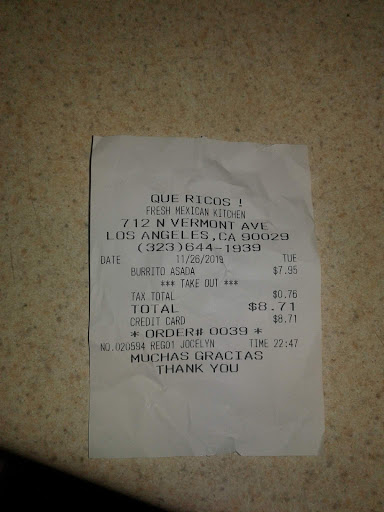 QUE RICOS !
FRESH MEXICAN KITCHEN
712 N VERMONT AVE
LOS ANGELES,CA 90029
(323)644-1939
DATE 11/26/2019 TUE
BURRITO ASADA $7.95
*** TAKE OUT ***
TAX TOTAL $0.76
TOTAL $8.71
CREDIT CARD $8.71
* ORDER# 0039 *
NO.020594 REG01 JOCELYN TIME 22:47
MUCHAS GRACIAS
THANK YOU